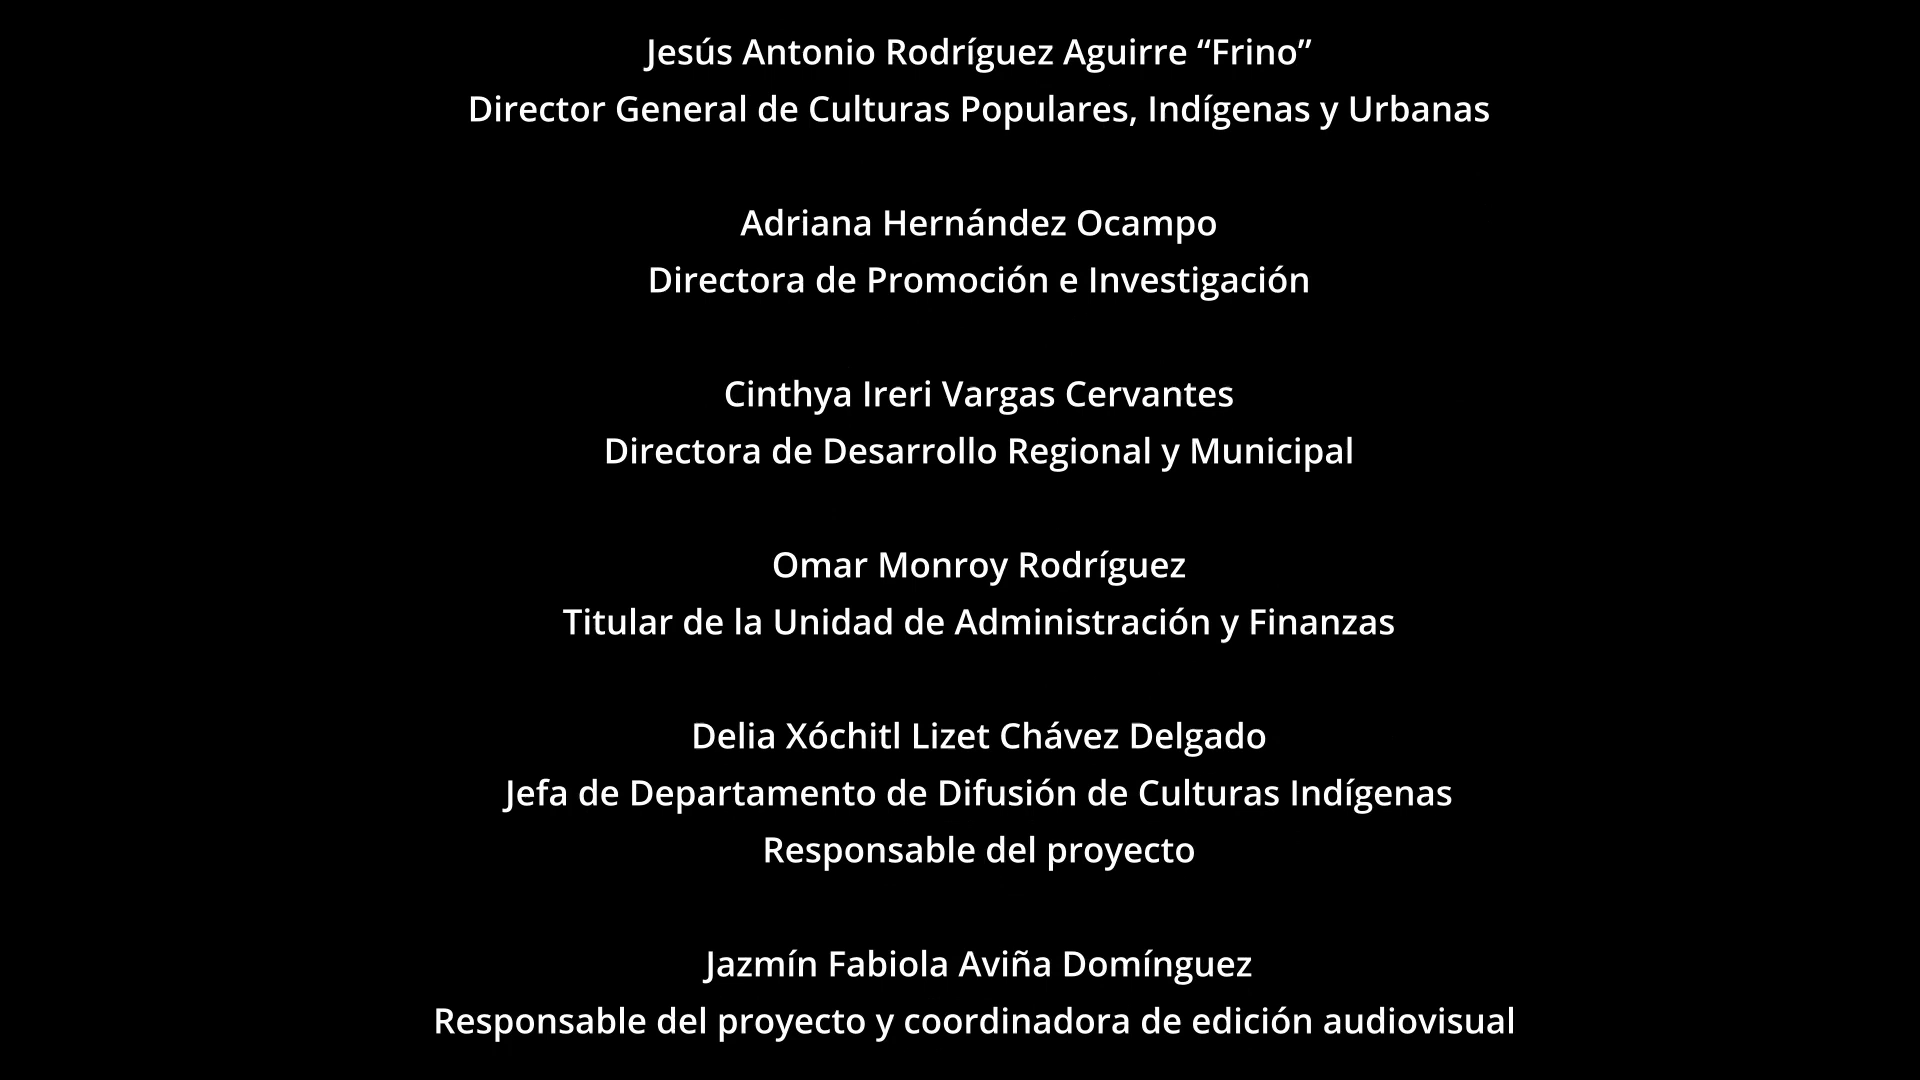 Jesús Antonio Rodríguez Aguirre “Frino”
Director General de Culturas Populares, Indígenas y Urbanas
Adriana Hernández Ocampo
Directora de Promoción e Investigación
Cinthya Ireri Vargas Cervantes
Directora de Desarrollo Regional y Municipal
Omar Monroy Rodríguez
Titular de la Unidad de Administración y Finanzas
Delia Xóchitl Lizet Chávez Delgado
Jefa de Departamento de Difusión de Culturas Indígenas
Responsable del proyecto
Jazmín Fabiola Aviña Domínguez
Responsable del proyecto y coordinadora de edición audiovisual